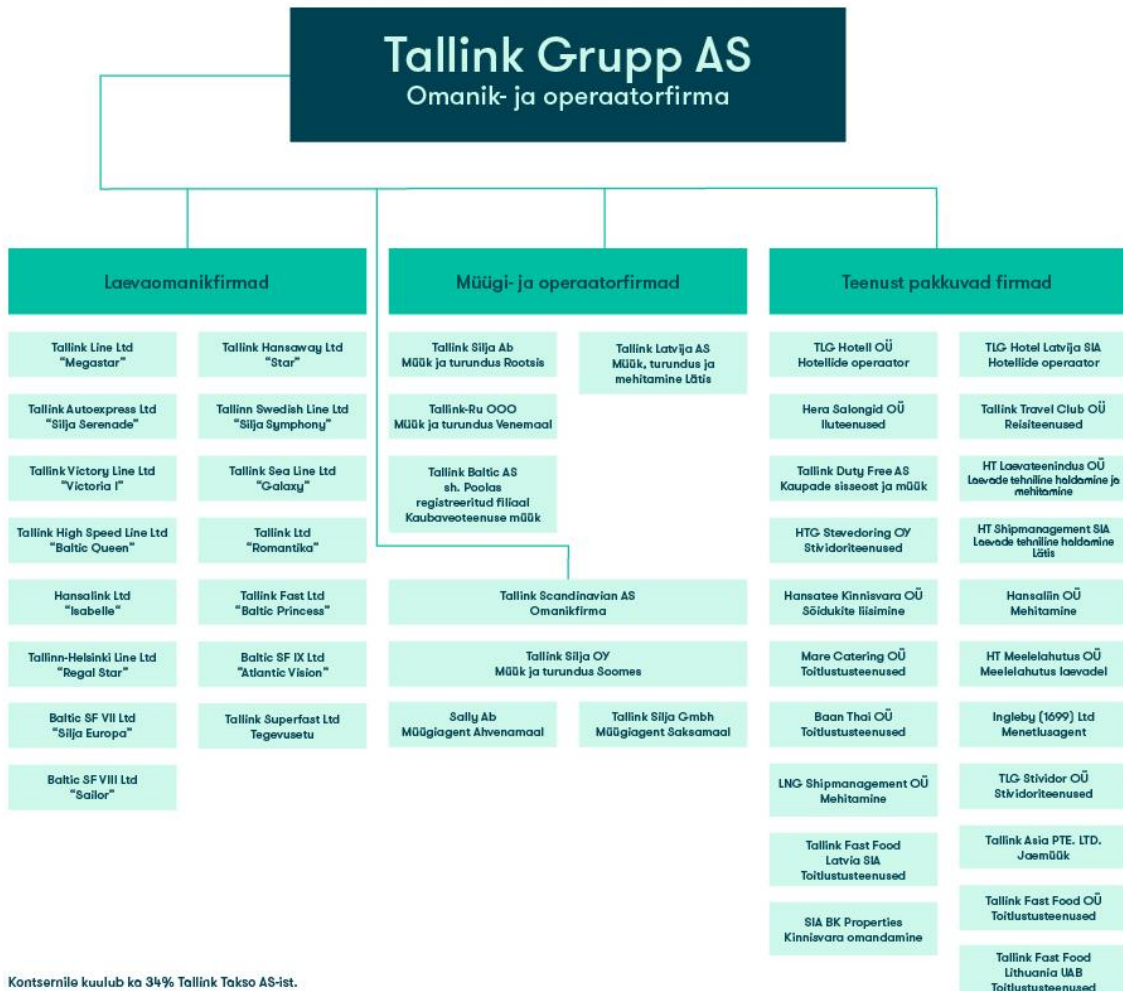 Tallink Grupp AS
Omanik- ja operaatorfirma
Laevaomanikfirmad
Tallink Line Ltd
"Megastar"
Tallink Hansaway Ltd
"Star"
Tallink Autoexpress Ltd
"Silja Serenade"
Tallinn Swedish Line Ltd
"Silja Symphony"
Tallink Victory Line Ltd
"Victoria I"
Tallink Sea Line Ltd
"Galaxy"
Tallink High Speed Line Ltd
"Baltic Queen"
Tallink Ltd
"Romantika"
Hansalink Ltd
"Isabelle"
Tallink Fast Ltd
"Baltic Princess"
Tallinn-Helsinki Line Ltd
"Regal Star"
Baltic SF IX Ltd
"Atlantic Vision"
Baltic SF VII Ltd
"Silja Europa"
Tallink Superfast Ltd
Tegevusetu
Baltic SF VIII Ltd
"Sailor"
Müügi- ja operaatorfirmad
Tallink Silja Ab
Müük ja turundus Rootsis
Tallink Latvija AS
Müük, turundus ja
mehitamine Lätis
Tallink-Ru OOO
Müük ja turundus Venemaal
Tallink Baltic AS
sh. Poolas
registreeritud filiaal
Kaubaveoteenuse müük
Tallink Scandinavian AS
Omanikfirma
Tallink Silja OY
Müük ja turundus Soomes
Sally Ab
Müügiagent Ahvenamaal
Tallink Silja Gmbh
Müügiagent Saksamaal
Teenust pakkuvad firmad
TLG Hotell OÜ
Hotellide operaator
TLG Hotel Latvija SIA
Hotellide operaator
Hera Salongid OÜ
Iluteenused
Tallink Travel Club OÜ
Reisiteenused
Tallink Duty Free AS
Kaupade sisseost ja müük
HT Laevateenindus OÜ
Laevade tehniline haldamine ja
mehitamine
HTG Stevedoring OY
Stividoriteenused
HT Shipmanagement SIA
Laevade tehniline haldamine
Lätis
Hansatee Kinnisvara OÜ
Sõidukite liisimine
Hansaliin OÜ
Mehitamine
Mare Catering OÜ
Toitlustusteenused
HT Meelelahutus OÜ
Meelelahutus laevadel
Baan Thai OÜ
Toitlustusteenused
Ingleby (1699) Ltd
Menetlusagent
LNG Shipmanagement OÜ
Mehitamine
TLG Stividor OÜ
Stividoriteenused
Tallink Fast Food
Latvia SIA
Toitlustusteenused
Tallink Asia PTE. LTD.
Jaemüük
SIA BK Properties
Kinnisvara omandamine
Tallink Fast Food OÜ
Toitlustusteenused
Tallink Fast Food
Lithuania UAB
Toitlustusteenused
Kontsernile kuulub ka 34% Tallink Takso AS-ist.